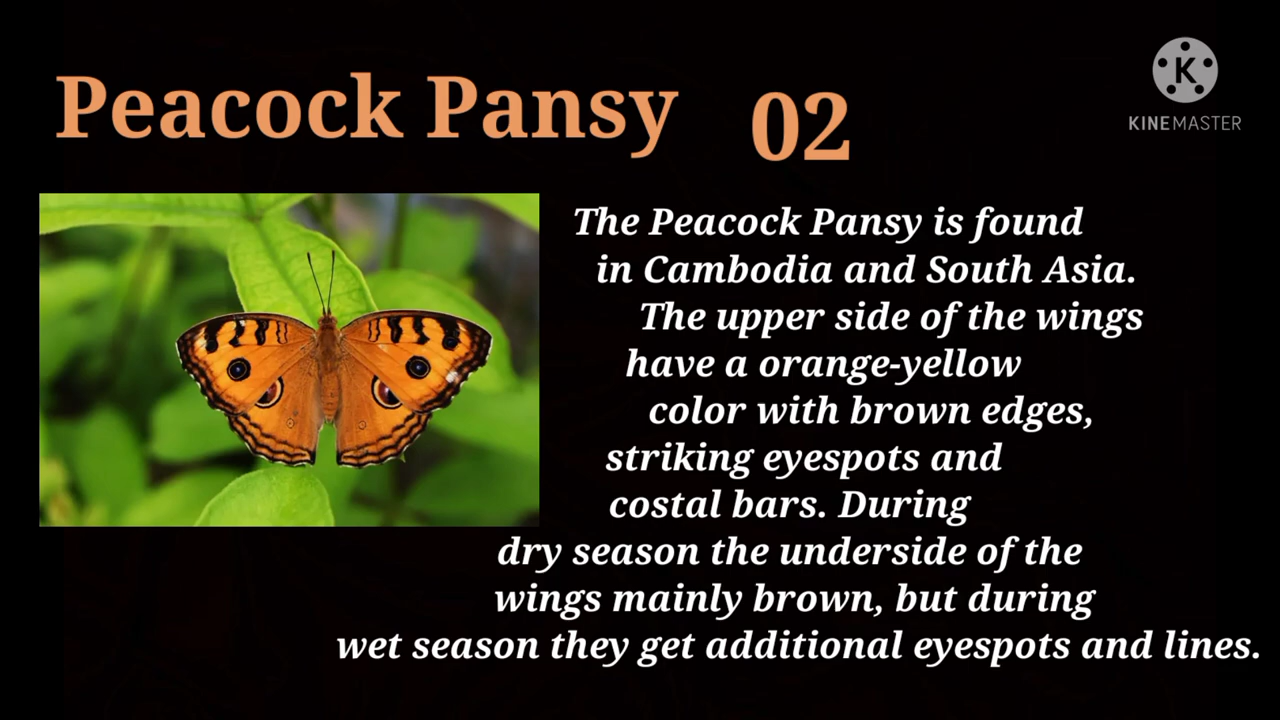 Peacock Pansy 02
K
KINEMASTER
The Peacock Pansy is found
in Cambodia and South Asia.
The upper side of the wings
have a orange-yellow
color with brown edges,
striking eyespots and
costal bars. During
dry season the underside of the
wings mainly brown, but during
wet season they get additional eyespots and lines.